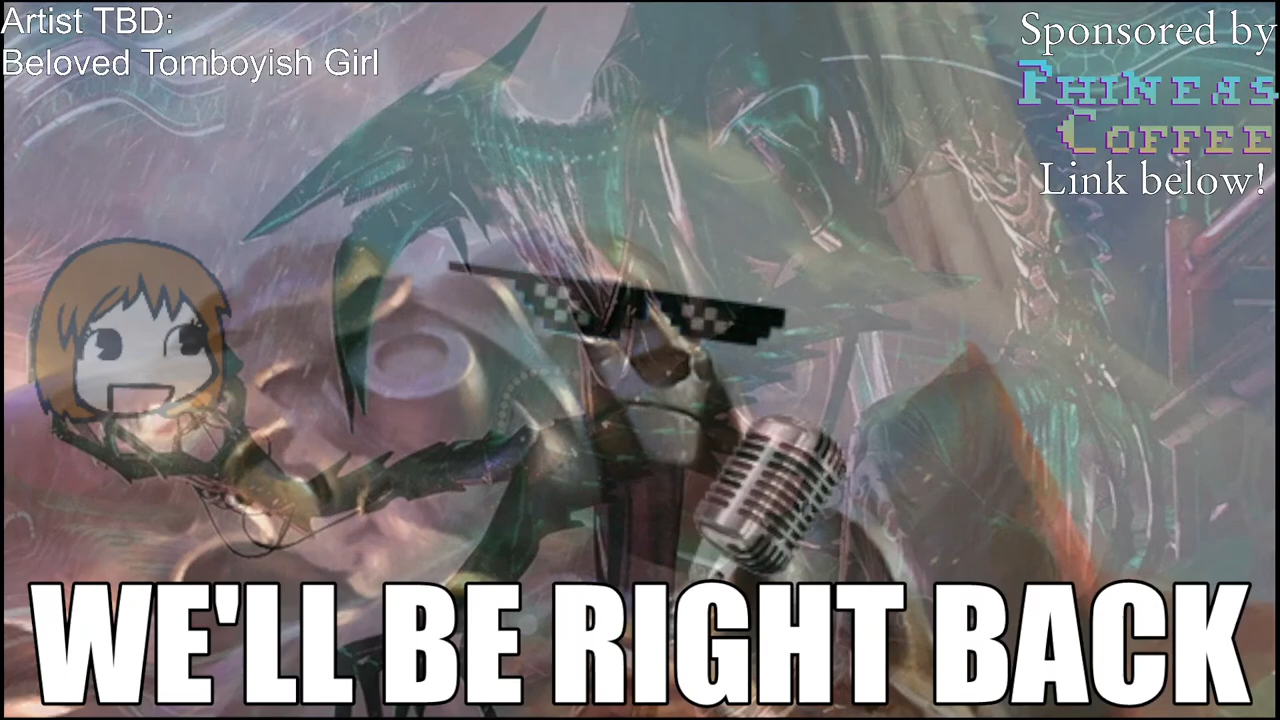 Artist TBD:
Beloved Tomboyish Girl
Sponsored by
PHINEAS
COFFEE
Link below!
WE'LL BE RIGHT BACK